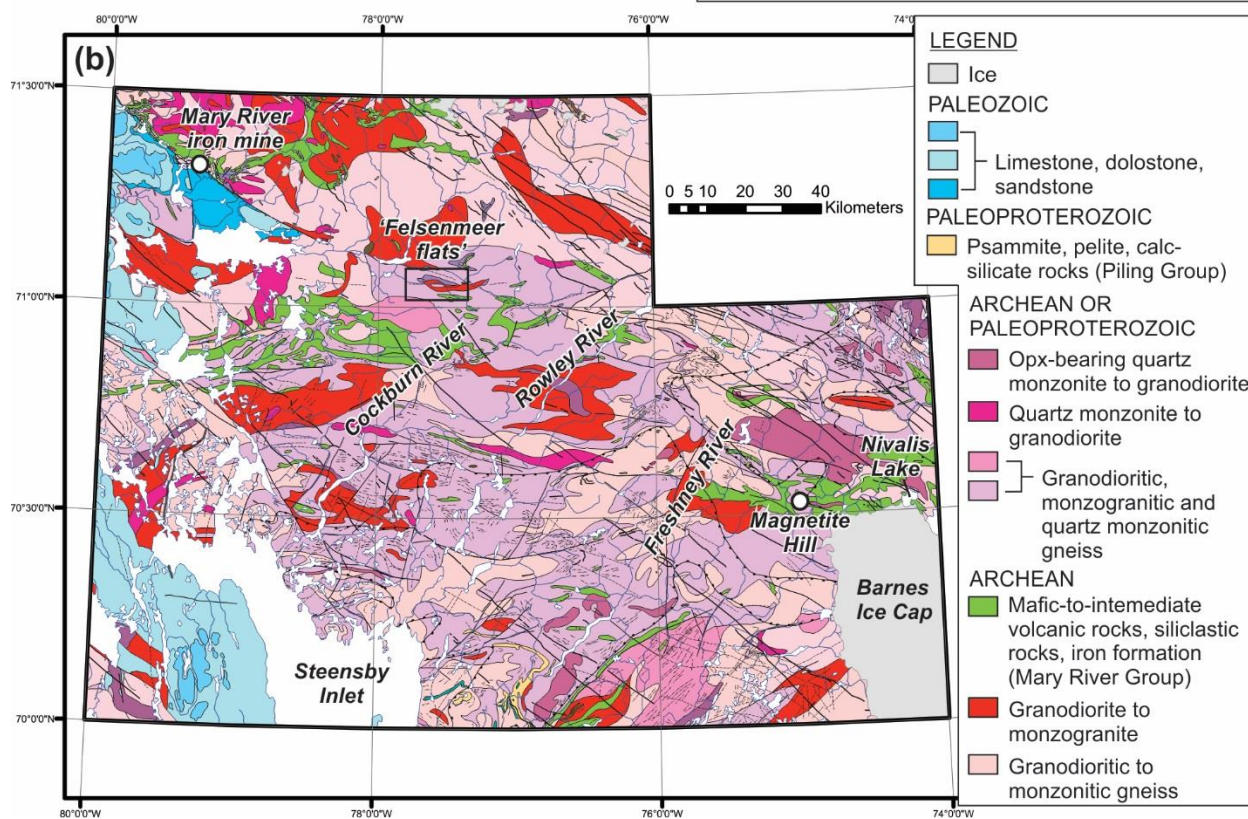 80°0'0"W
78°0'0"W
76°0'0"W
74°0'
(b)
71°30'0"N
71°0'0"N
70°30'0"N
70°0'0"N
Mary River
iron mine
'Felsenmeer
flats'
0 5 10 20 30 40
Kilometers
Cockburn River
Rowley River
Freshney River
Nivalis
Lake
Magnetite
Hill
Barnes
Ice Cap
Steensby
Inlet
80°0'0"W
78°0'0"W
76°0'0"W
74°0'0"W
LEGEND
Ice
PALEOZOIC
Limestone, dolostone,
sandstone
PALEOPROTEROZOIC
Psammite, pelite, calc-
silicate rocks (Piling Group)
ARCHEAN OR
PALEOPROTEROZOIC
Opx-bearing quartz
monzonite to granodiorite
Quartz monzonite to
granodiorite
Granodioritic,
monzogranitic and
quartz monzonitic
gneiss
ARCHEAN
Mafic-to-intemediate
volcanic rocks, siliclastic
rocks, iron formation
(Mary River Group)
Granodiorite to
monzogranite
Granodioritic to
monzonitic gneiss